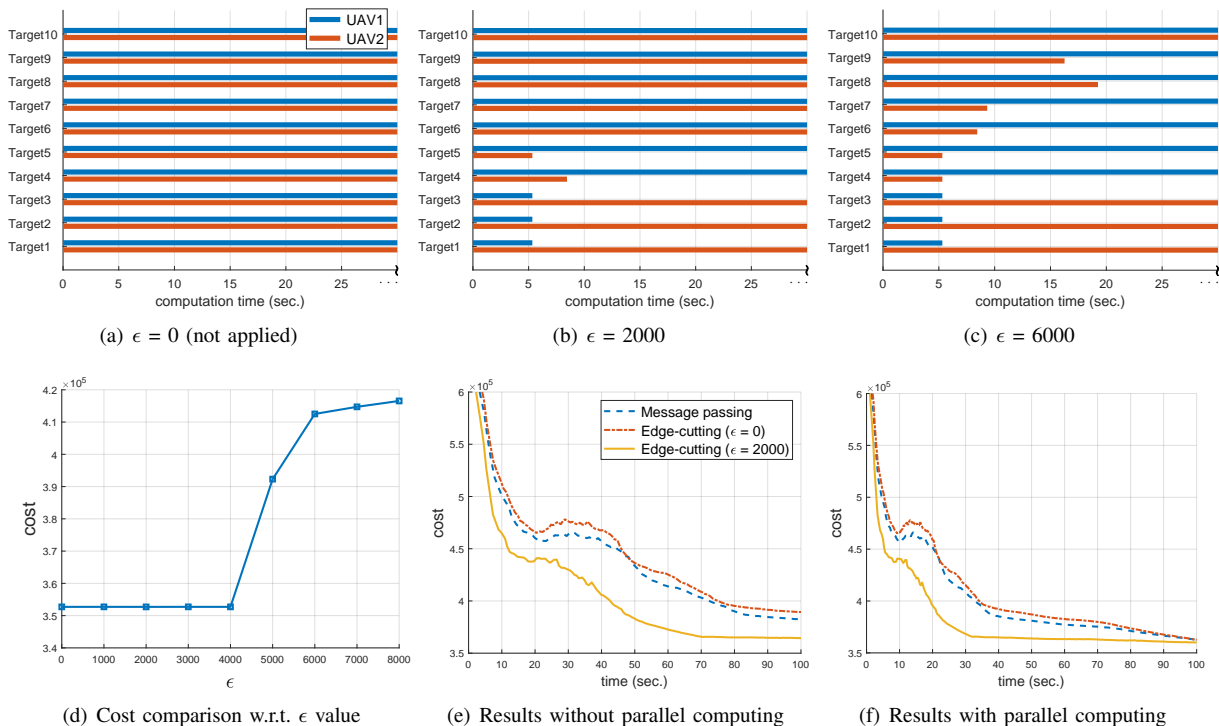 UAV1
UAV2
Target10
Target9
Target8
Target7
Target6
Target5
Target4
Target3
Target2
Target1
0 5 10 15 20 25 ...
computation time (sec.)
(a) ϵ = 0 (not applied)
Target10
Target9
Target8
Target7
Target6
Target5
Target4
Target3
Target2
Target1
0 5 10 15 20 25 ...
computation time (sec.)
(b) ϵ = 2000
Target10
Target9
Target8
Target7
Target6
Target5
Target4
Target3
Target2
Target1
0 5 10 15 20 25 ...
computation time (sec.)
(c) ϵ = 6000
×10⁵
4.2
4.1
4
3.9
3.8
3.7
3.6
3.5
3.4
cost
0 1000 2000 3000 4000 5000 6000 7000 8000
ϵ
(d) Cost comparison w.r.t. ϵ value
×10⁵
6
5.5
5
4.5
4
3.5
cost
Message passing
Edge-cutting (ϵ = 0)
Edge-cutting (ϵ = 2000)
0 10 20 30 40 50 60 70 80 90 100
time (sec.)
(e) Results without parallel computing
×10⁵
6
5.5
5
4.5
4
3.5
cost
0 10 20 30 40 50 60 70 80 90 100
time (sec.)
(f) Results with parallel computing